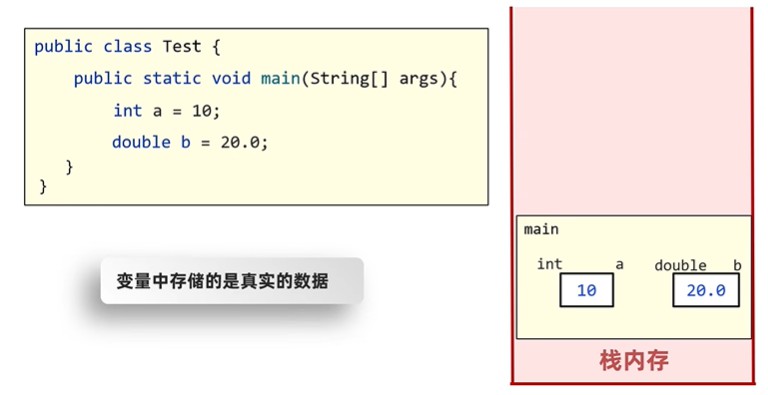 public class Test {
public static void main(String[] args){
int a = 10;
double b = 20.0;
}
}
变量中存储的是真实的数据
main
int a double b
10 20.0
栈内存